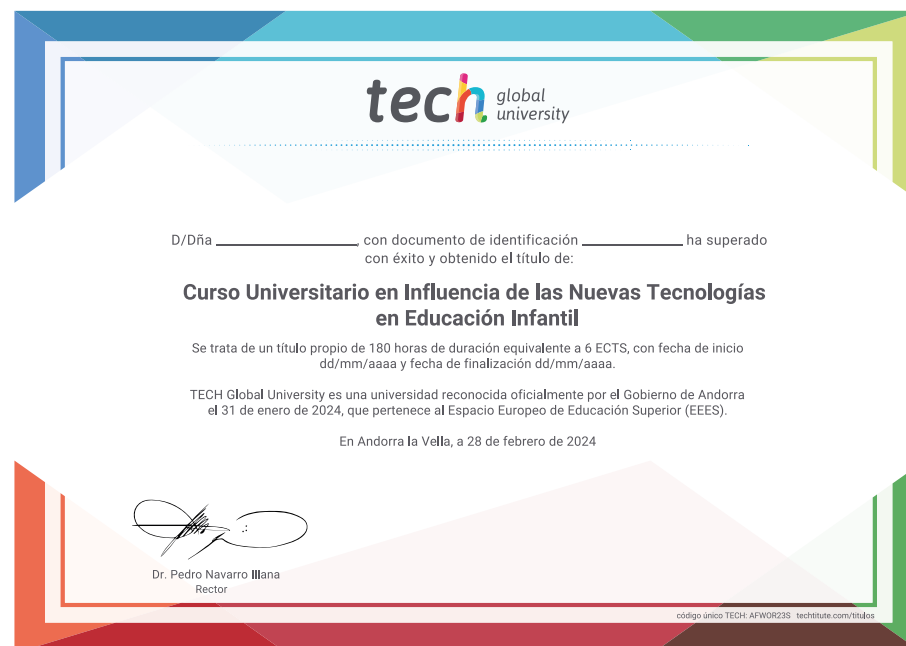 tech global university
D/Dña ____________, con documento de identificación ____________ ha superado
con éxito y obtenido el título de:
Curso Universitario en Influencia de las Nuevas Tecnologías
en Educación Infantil
Se trata de un título propio de 180 horas de duración equivalente a 6 ECTS, con fecha de inicio
dd/mm/aaaa y fecha de finalización dd/mm/aaaa.
TECH Global University es una universidad reconocida oficialmente por el Gobierno de Andorra
el 31 de enero de 2024, que pertenece al Espacio Europeo de Educación Superior (EEES).
En Andorra la Vella, a 28 de febrero de 2024
Dr. Pedro Navarro Illana
Rector
código único TECH: AFWOR23S techtitute.com/titulos